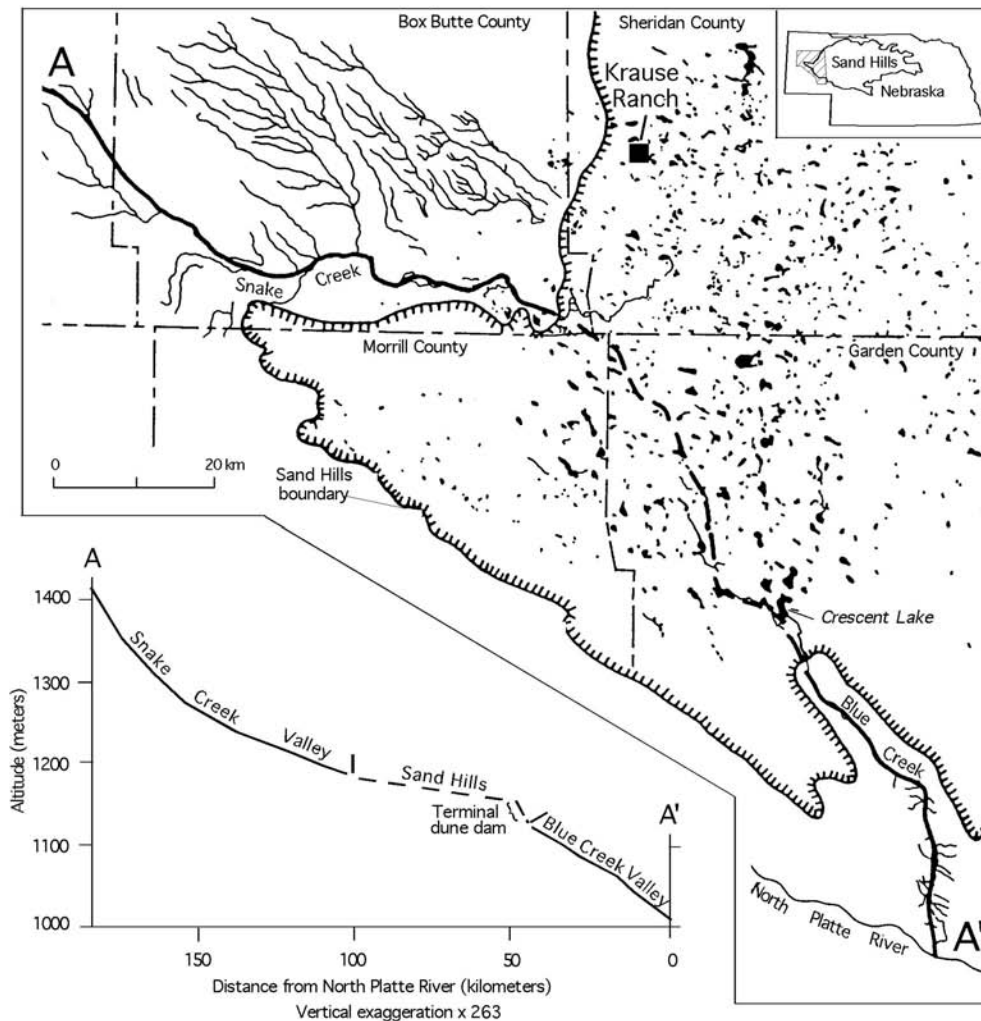 Box Butte County
Sheridan County
A
Krause
Ranch
Sand Hills
Nebraska
Snake
Creek
Morrill County
Garden County
0
20 km
Sand Hills
boundary
Crescent Lake
Blue
Creek
North
Platte
River
A'
A
1400
1300
1200
1100
1000
Altitude (meters)
Snake
Creek
Valley
Sand Hills
Terminal
dune dam
Blue Creek Valley
A'
150
100
50
0
Distance from North Platte River (kilometers)
Vertical exaggeration x 263